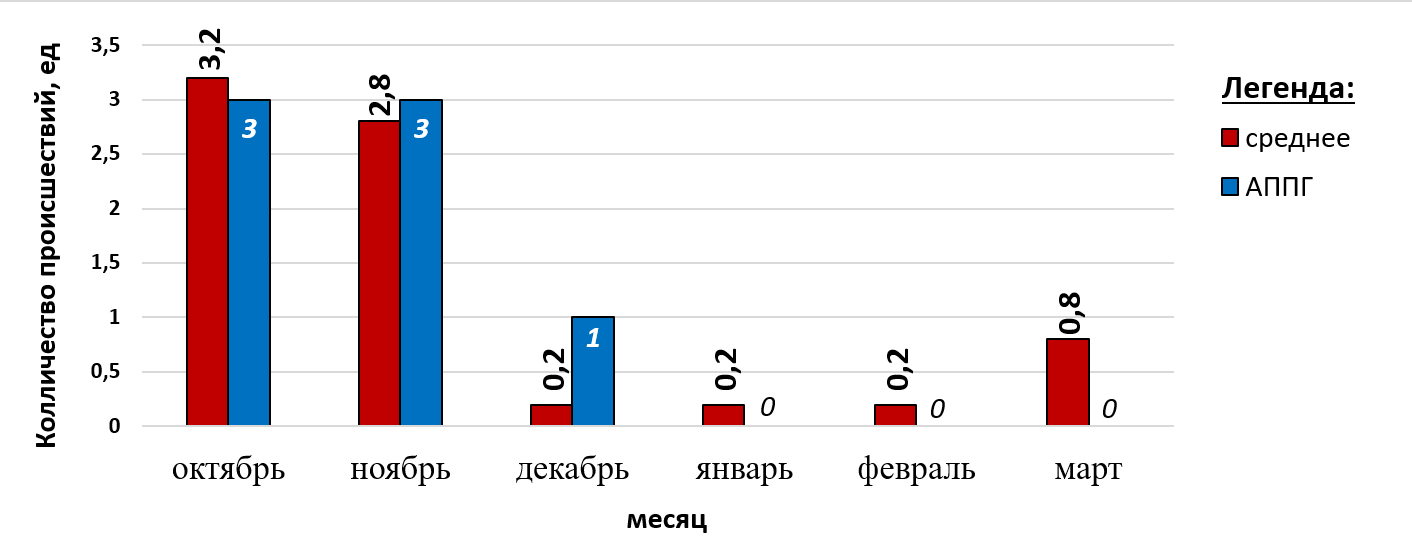 Колличество происшествий, ед
3,5
3
2,5
2
1,5
1
0,5
0
3,2
3
2,8
3
0,2
1
0,2
0
0,2
0
0,8
0
октябрь
ноябрь
декабрь
январь
февраль
март
месяц
Легенда:
среднее
АППГ